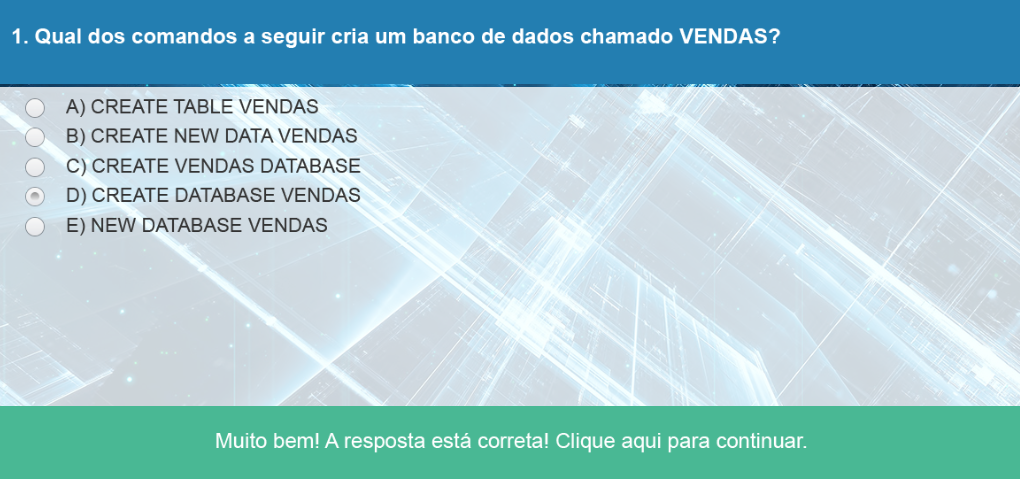 1. Qual dos comandos a seguir cria um banco de dados chamado VENDAS?
A) CREATE TABLE VENDAS
B) CREATE NEW DATA VENDAS
C) CREATE VENDAS DATABASE
D) CREATE DATABASE VENDAS
E) NEW DATABASE VENDAS
Muito bem! A resposta está correta! Clique aqui para continuar.